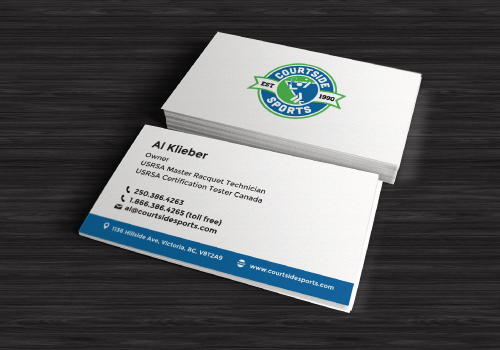 COURTSIDE
EST 1990
SPORTS
Al Klieber
Owner
USRSA Master Racquet Technician
USRSA Certification Tester Canada
250.386.4263
1.866.386.4265 (toll free)
al@courtsidesports.com
1138 Hillside Ave, Victoria, BC, V8T2A9
www.courtsidesports.com